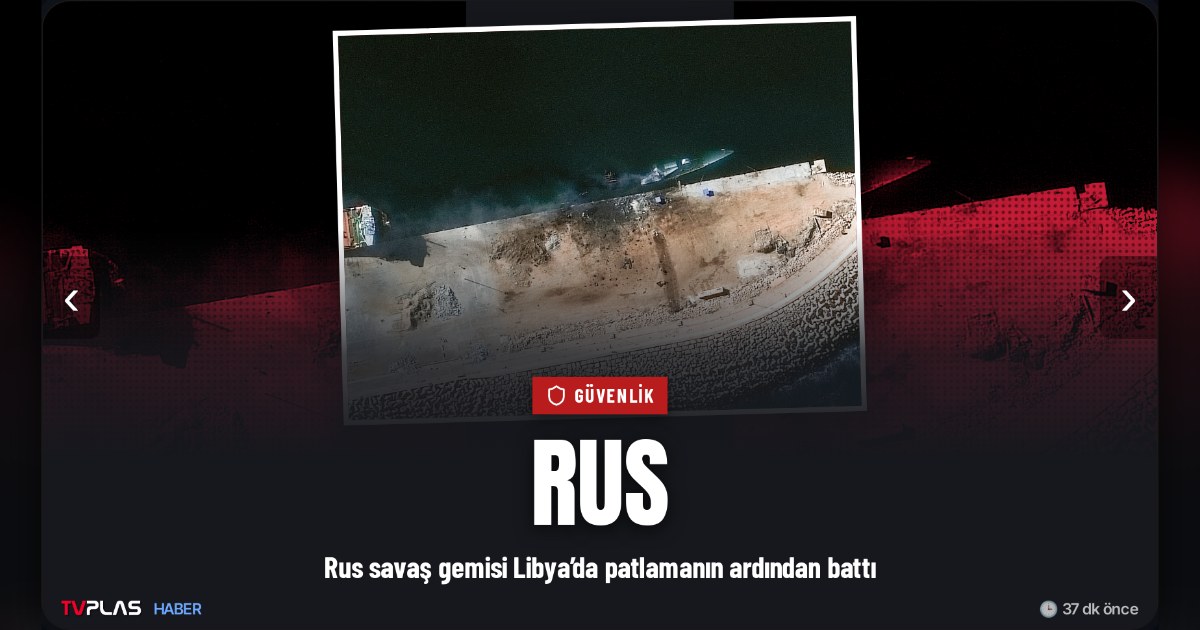 GÜVENLİK
RUS
Rus savaş gemisi Libya’da patlamanın ardından battı
TVPLAS HABER
37 dk önce